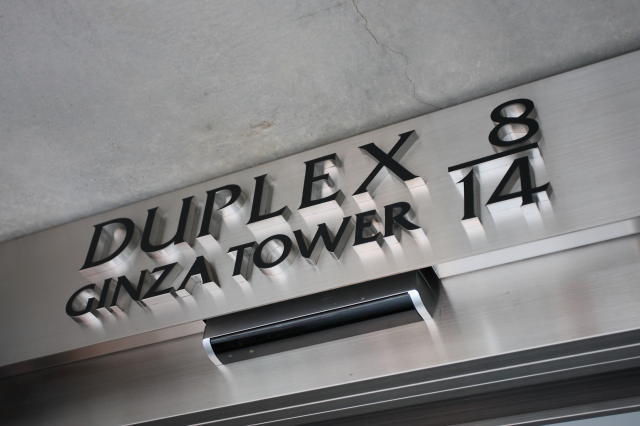 DUPLEX
GINZA TOWER
8
14